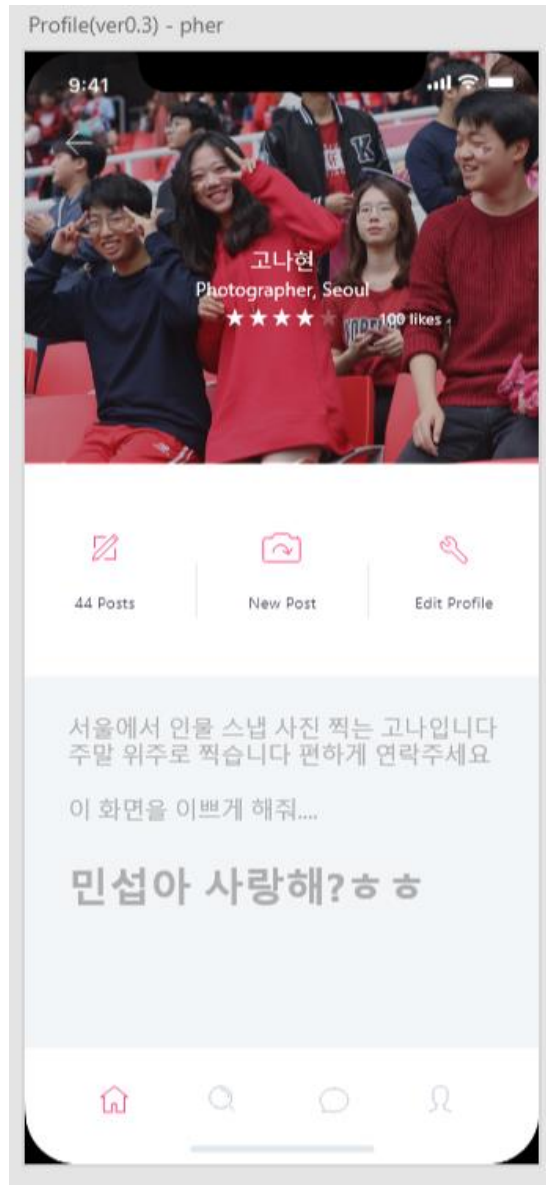 Profile(ver0.3) - pher
9:41
고나현
Photographer, Seoul
100 likes
44 Posts
New Post
Edit Profile
서울에서 인물 스냅 사진 찍는 고나입니다
주말 위주로 찍습니다 편하게 연락주세요
이 화면을 이쁘게 해줘....
민섭아 사랑해?ㅎㅎ